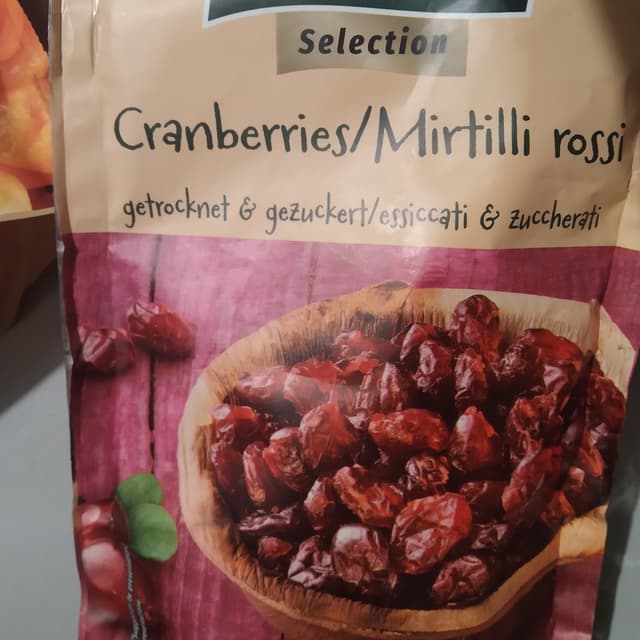 Selection
Cranberries/Mirtilli rossi
getrocknet & gezuckert/essiccati & zuccherati